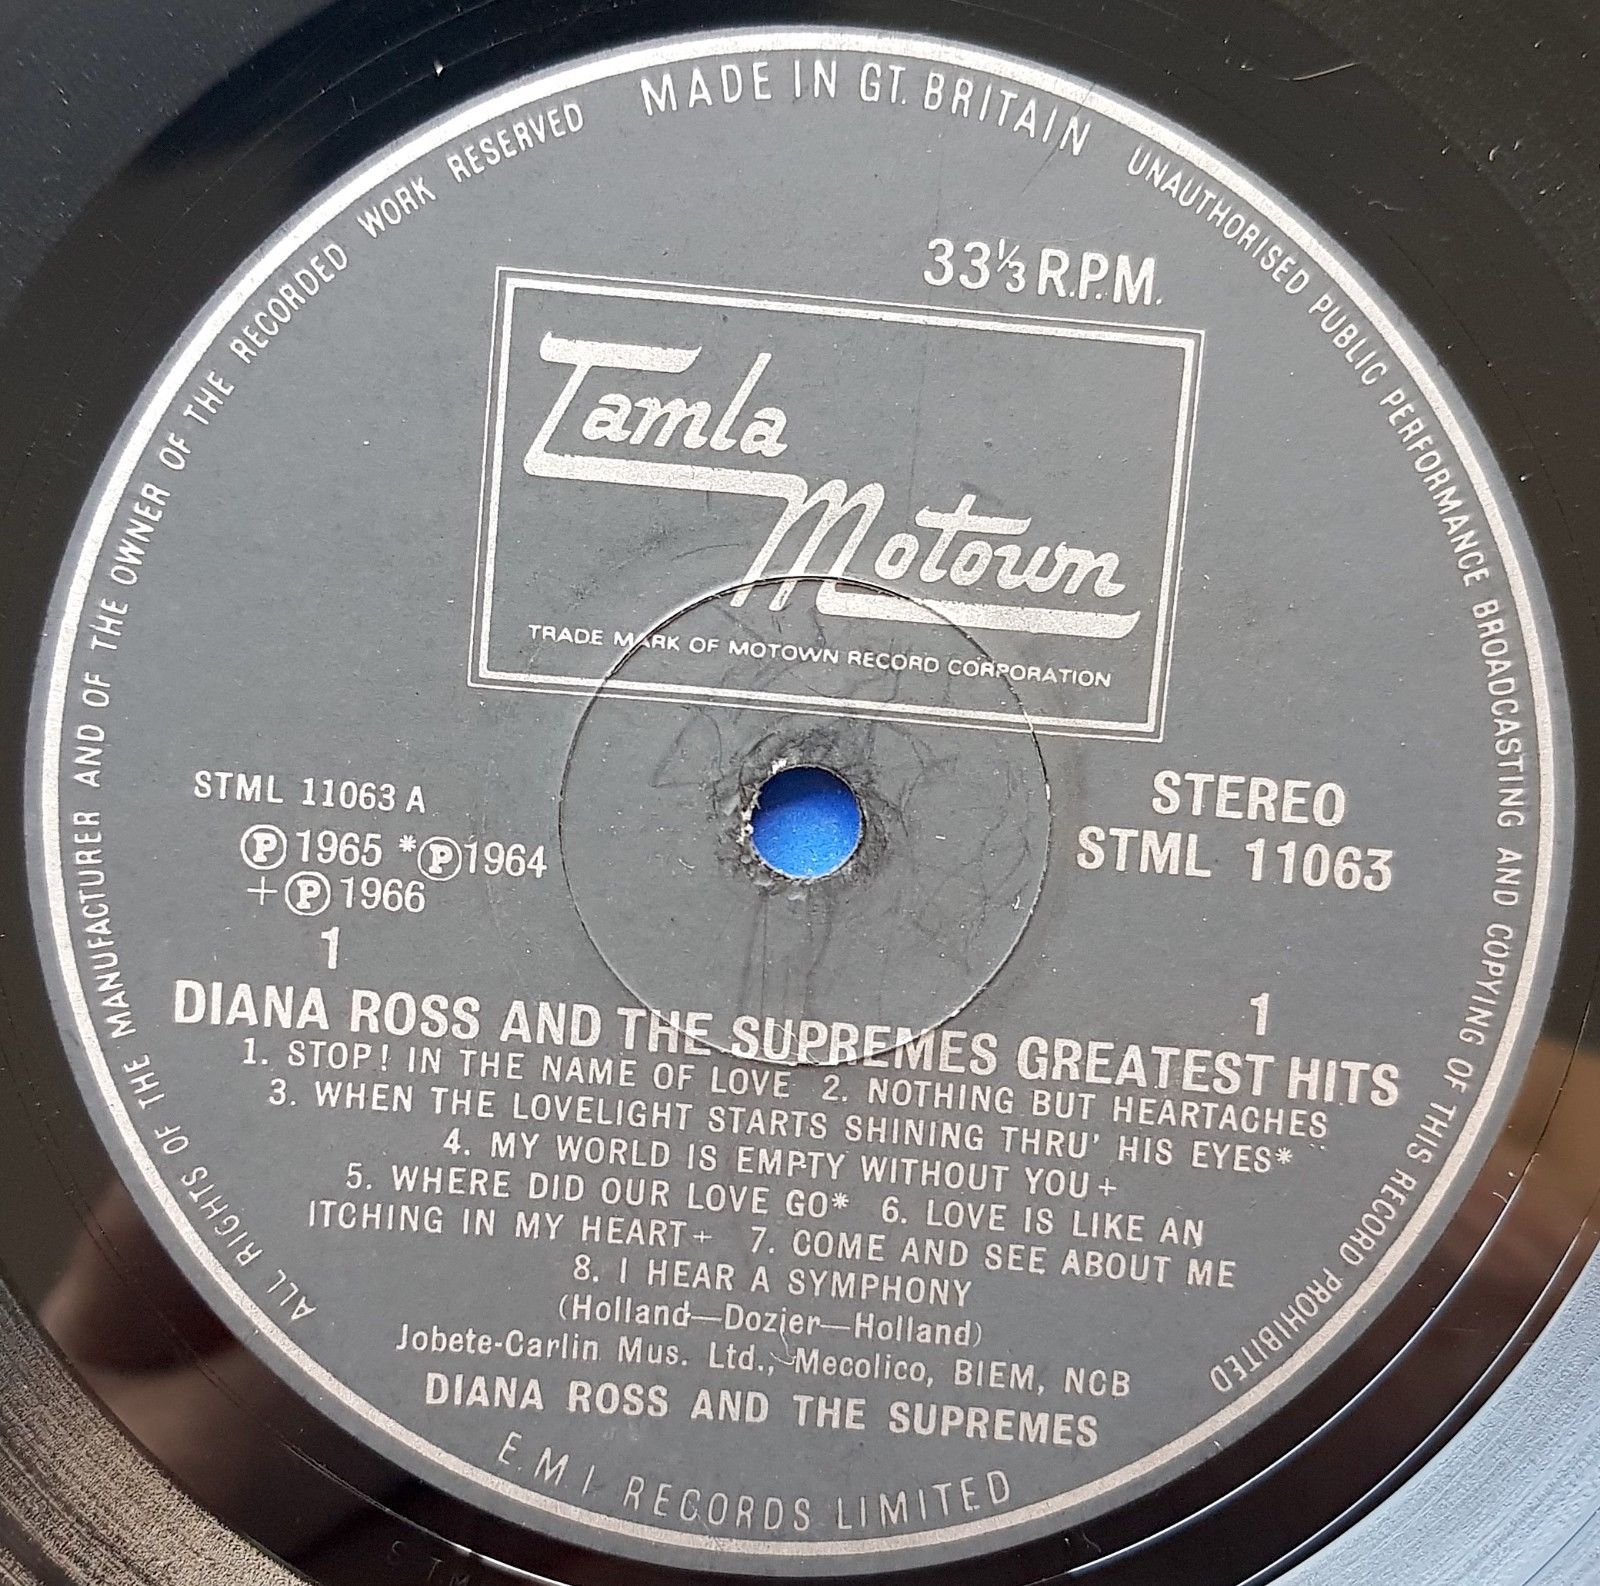 MADE IN GT. BRITAIN
UNAUTHORISED PUBLIC PERFORMANCE BROADCASTING AND COPYING OF THIS RECORD PROHIBITED
ALL RIGHTS OF THE MANUFACTURER AND OF THE OWNER OF THE RECORDED WORK RESERVED
33⅓ R.P.M.
Tamla
Motown
TRADE MARK OF MOTOWN RECORD CORPORATION
STML 11063 A
Ⓟ 1965 *Ⓟ1964
+Ⓟ 1966
1
STEREO
STML 11063
1
DIANA ROSS AND THE SUPREMES GREATEST HITS
1. STOP! IN THE NAME OF LOVE 2. NOTHING BUT HEARTACHES
3. WHEN THE LOVELIGHT STARTS SHINING THRU' HIS EYES*
4. MY WORLD IS EMPTY WITHOUT YOU+
5. WHERE DID OUR LOVE GO* 6. LOVE IS LIKE AN
ITCHING IN MY HEART+ 7. COME AND SEE ABOUT ME
8. I HEAR A SYMPHONY
(Holland—Dozier—Holland)
Jobete-Carlin Mus. Ltd., Mecolico, BIEM, NCB
DIANA ROSS AND THE SUPREMES
E.M.I. RECORDS LIMITED